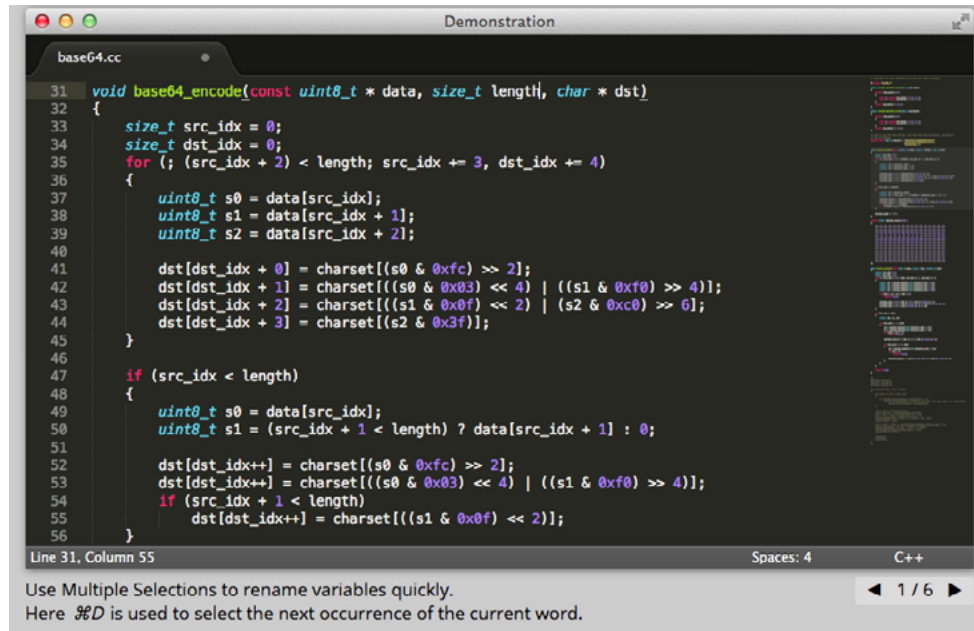 Demonstration
base64.cc
31 void base64_encode(const uint8_t * data, size_t length, char * dst)
32 {
33 size_t src_idx = 0;
34 size_t dst_idx = 0;
35 for (; (src_idx + 2) < length; src_idx += 3, dst_idx += 4)
36 {
37 uint8_t s0 = data[src_idx];
38 uint8_t s1 = data[src_idx + 1];
39 uint8_t s2 = data[src_idx + 2];
40
41 dst[dst_idx + 0] = charset[(s0 & 0xfc) >> 2];
42 dst[dst_idx + 1] = charset[((s0 & 0x03) << 4) | ((s1 & 0xf0) >> 4)];
43 dst[dst_idx + 2] = charset[((s1 & 0x0f) << 2) | (s2 & 0xc0) >> 6];
44 dst[dst_idx + 3] = charset[(s2 & 0x3f)];
45 }
46
47 if (src_idx < length)
48 {
49 uint8_t s0 = data[src_idx];
50 uint8_t s1 = (src_idx + 1 < length) ? data[src_idx + 1] : 0;
51
52 dst[dst_idx++] = charset[(s0 & 0xfc) >> 2];
53 dst[dst_idx++] = charset[((s0 & 0x03) << 4) | ((s1 & 0xf0) >> 4)];
54 if (src_idx + 1 < length)
55 dst[dst_idx++] = charset[((s1 & 0x0f) << 2)];
56 }
Line 31, Column 55 Spaces: 4 C++
Use Multiple Selections to rename variables quickly.
Here ⌘D is used to select the next occurrence of the current word.
◀ 1 / 6 ▶